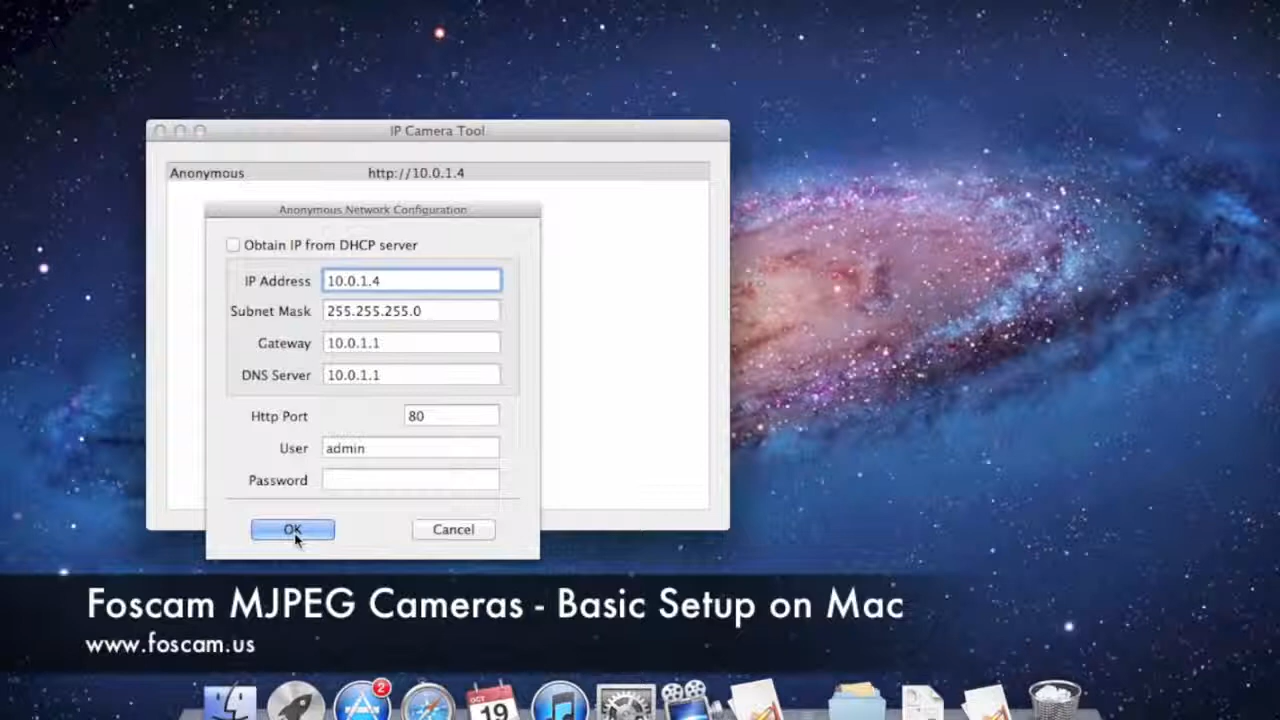 IP Camera Tool
Anonymous http://10.0.1.4
Anonymous Network Configuration
Obtain IP from DHCP server
IP Address 10.0.1.4
Subnet Mask 255.255.255.0
Gateway 10.0.1.1
DNS Server 10.0.1.1
Http Port 80
User admin
Password
OK Cancel
Foscam MJPEG Cameras - Basic Setup on Mac
www.foscam.us
2
OCT
19